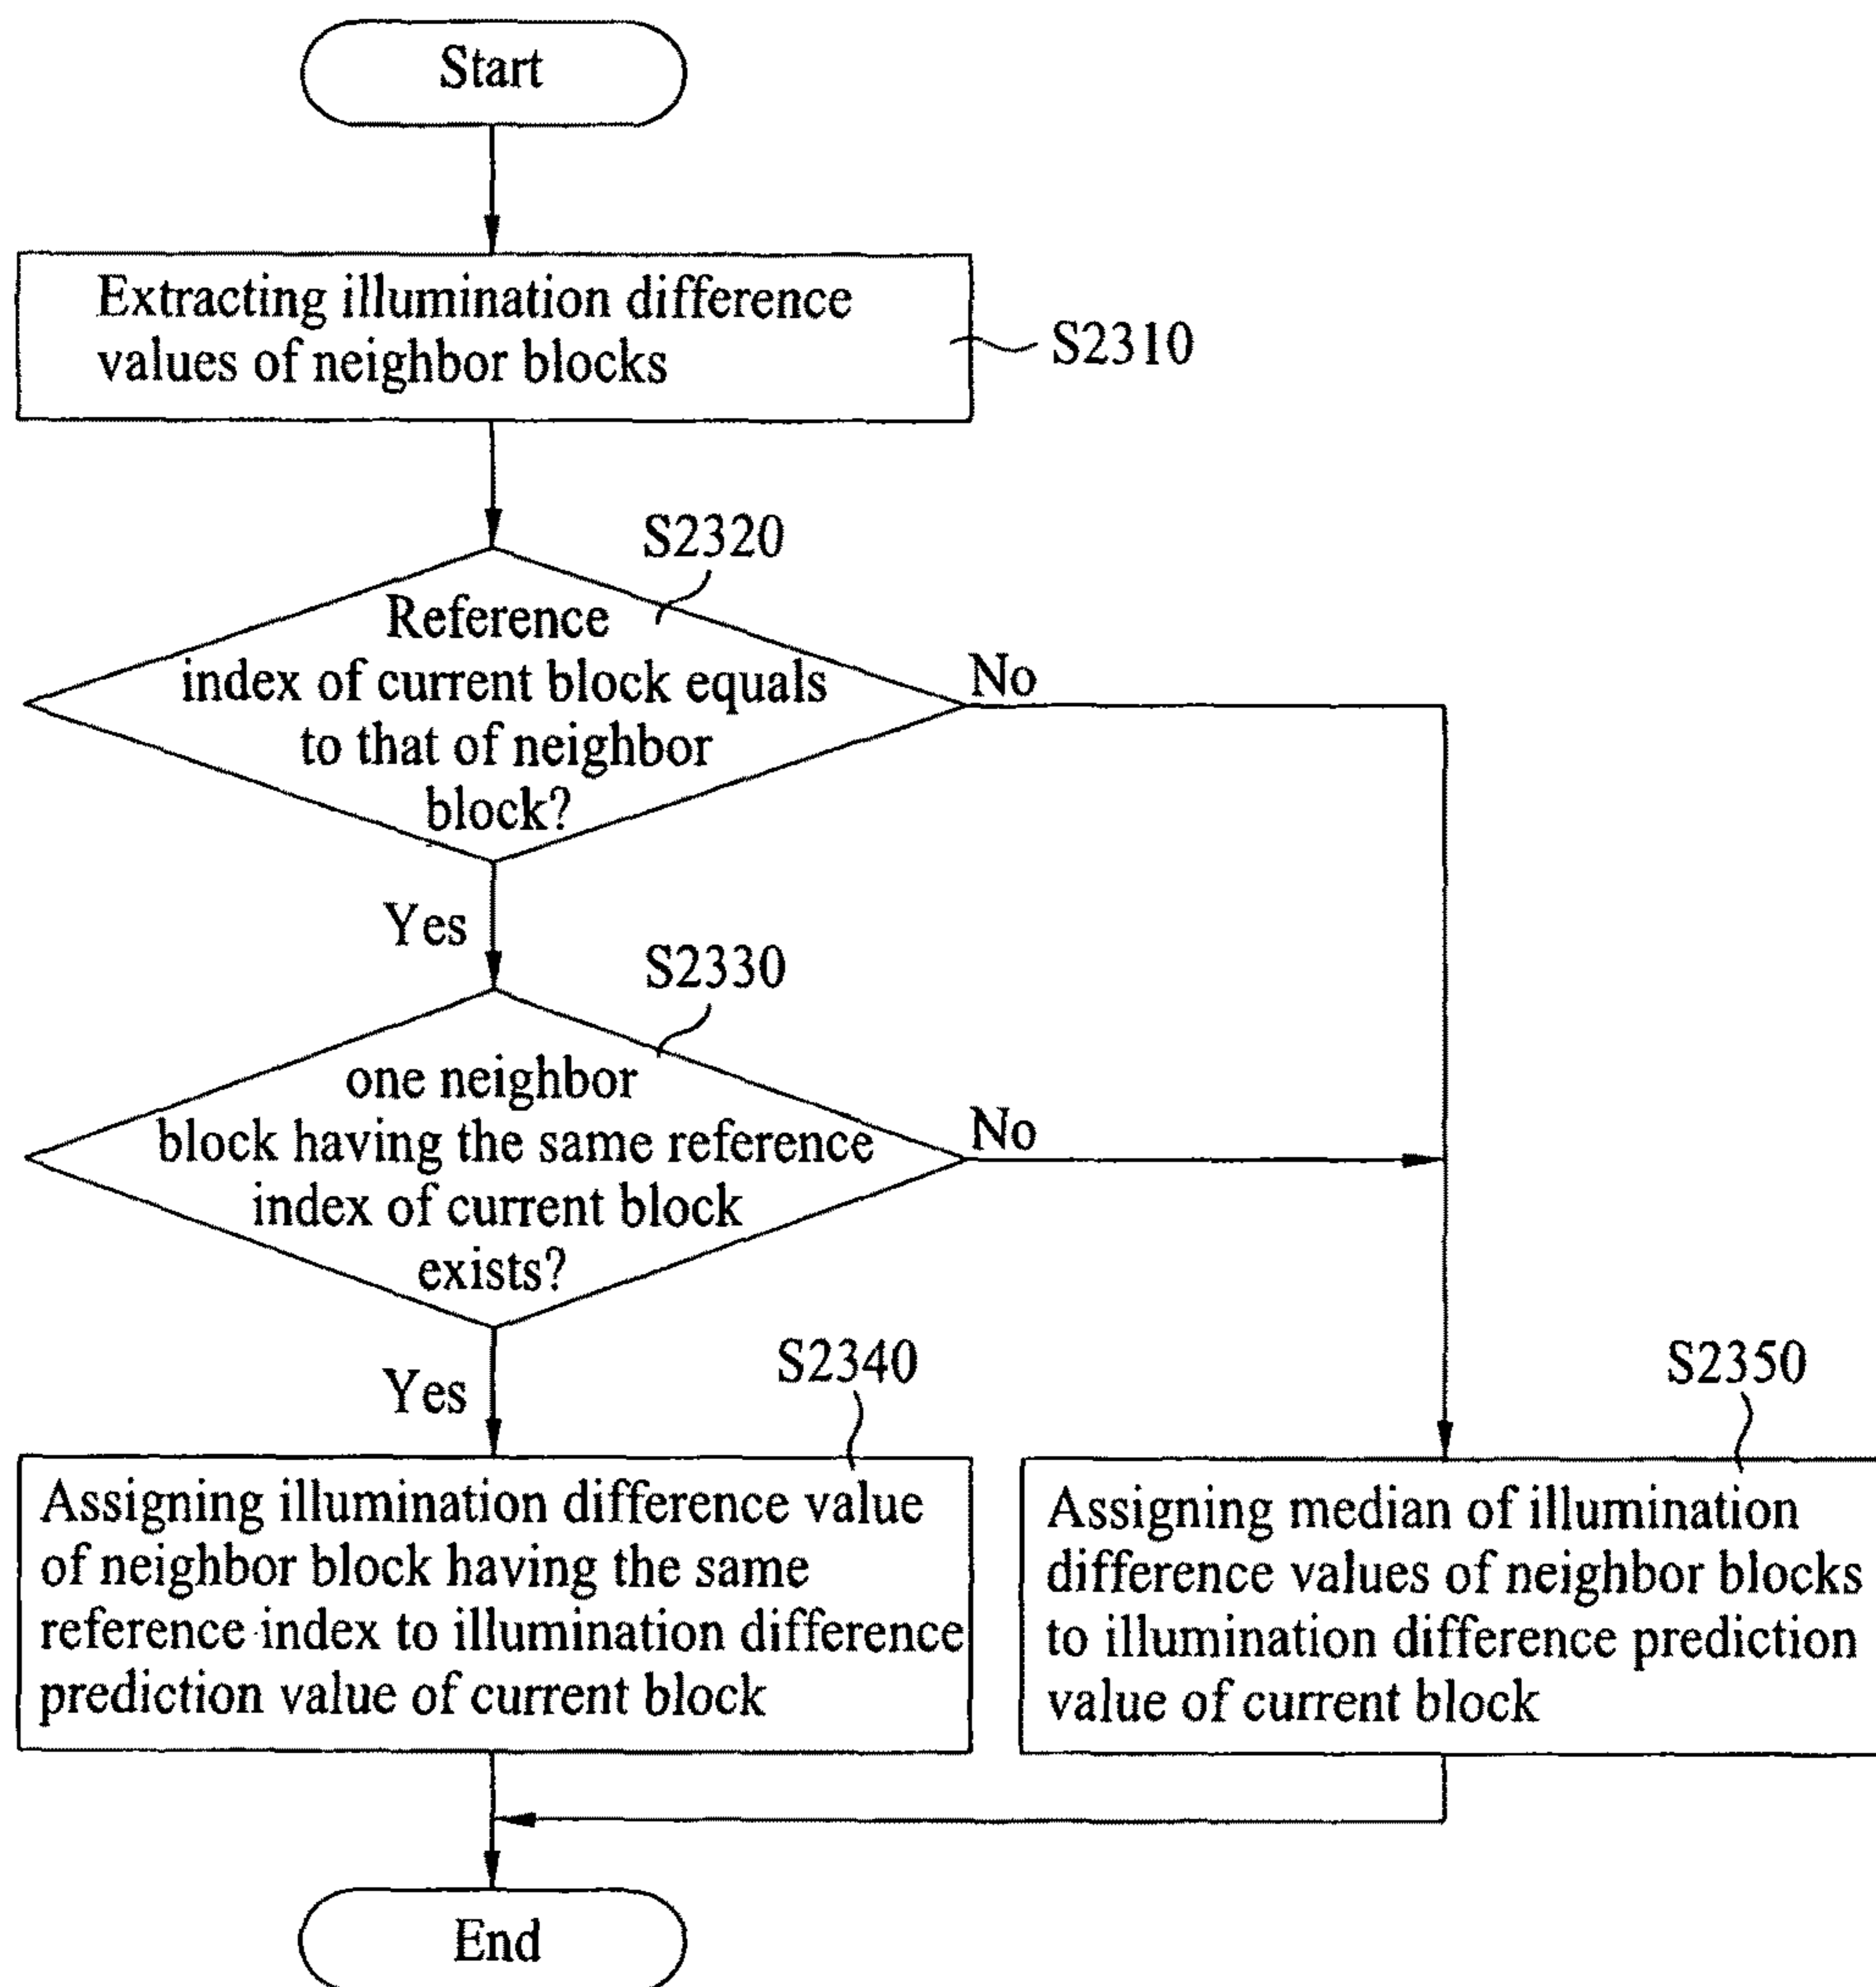 Start
Extracting illumination difference
values of neighbor blocks
S2310
S2320
Reference
index of current block equals
to that of neighbor
block?
No
Yes
S2330
one neighbor
block having the same reference
index of current block
exists?
No
Yes
S2340
Assigning illumination difference value
of neighbor block having the same
reference index to illumination difference
prediction value of current block
S2350
Assigning median of illumination
difference values of neighbor blocks
to illumination difference prediction
value of current block
End